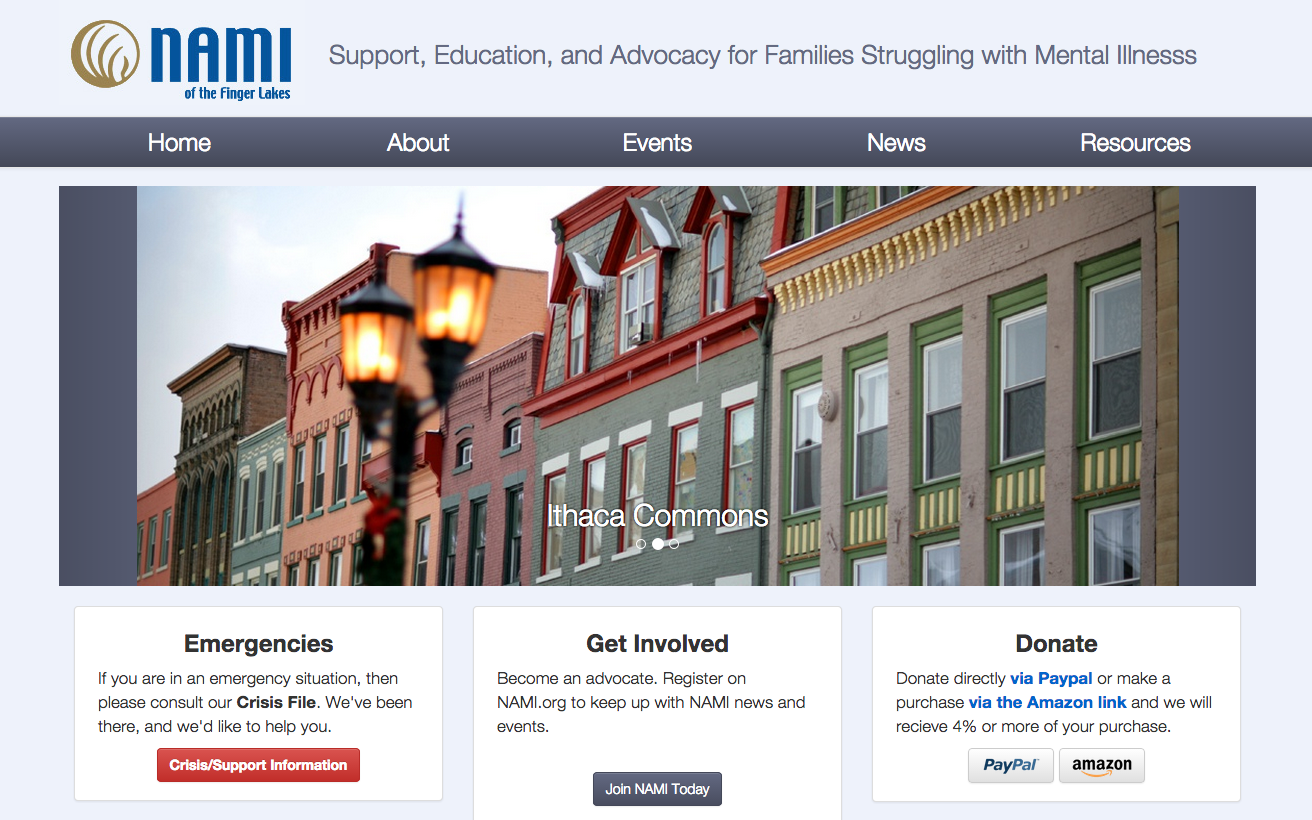 NAMI
of the Finger Lakes
Support, Education, and Advocacy for Families Struggling with Mental Illnesss
Home About Events News Resources
Ithaca Commons
Emergencies
If you are in an emergency situation, then
please consult our Crisis File. We've been
there, and we'd like to help you.
Crisis/Support Information
Get Involved
Become an advocate. Register on
NAMI.org to keep up with NAMI news and
events.
Join NAMI Today
Donate
Donate directly via Paypal or make a
purchase via the Amazon link and we will
recieve 4% or more of your purchase.
PayPal amazon